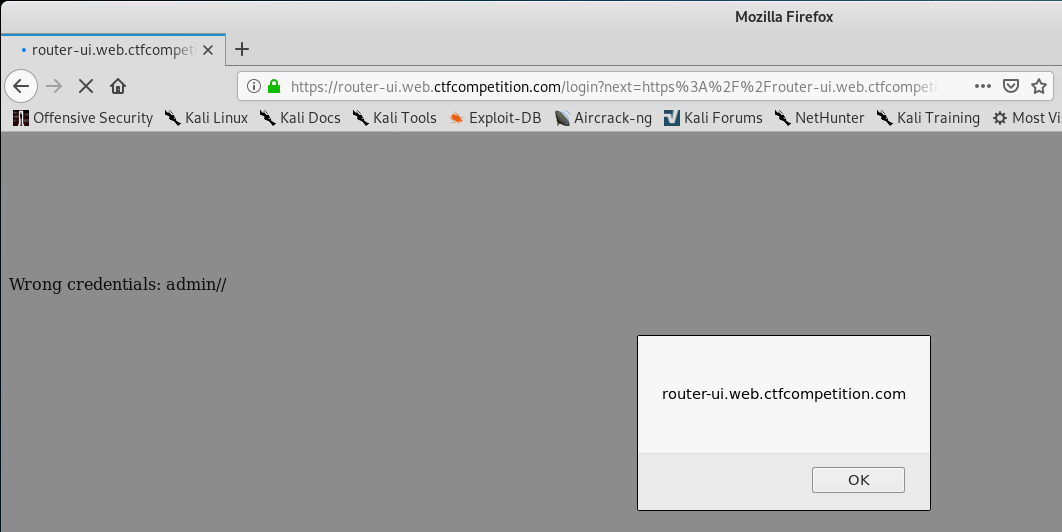 Mozilla Firefox
router-ui.web.ctfcompeti
https://router-ui.web.ctfcompetition.com/login?next=https%3A%2F%2Frouter-ui.web.ctfcompeti
Offensive Security Kali Linux Kali Docs Kali Tools Exploit-DB Aircrack-ng Kali Forums NetHunter Kali Training Most Vi
Wrong credentials: admin//
router-ui.web.ctfcompetition.com
OK